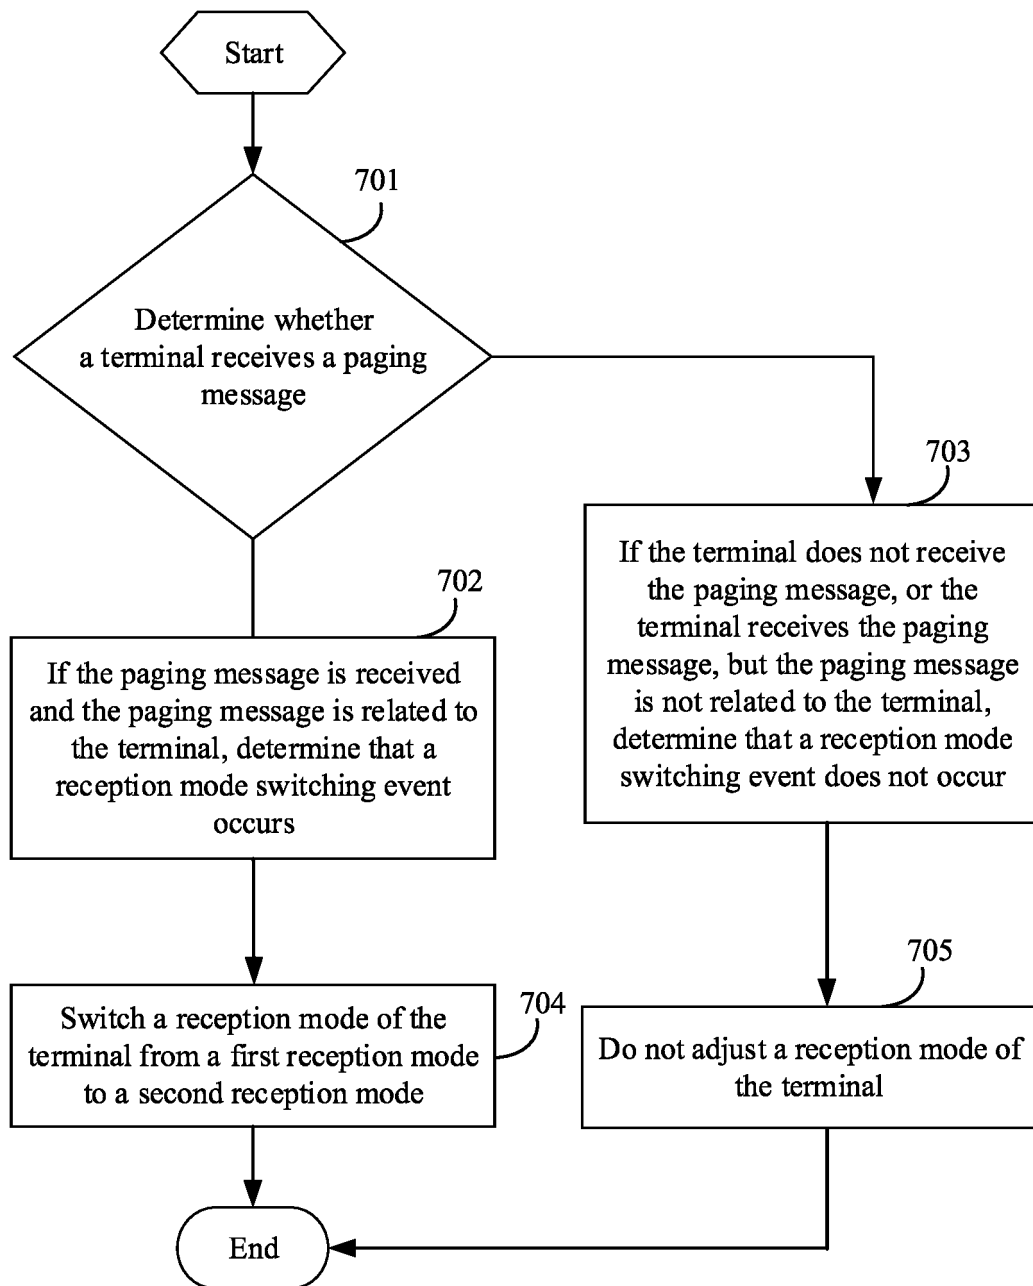 Start
701
Determine whether
a terminal receives a paging
message
703
If the terminal does not receive
the paging message, or the
terminal receives the paging
message, but the paging message
is not related to the terminal,
determine that a reception mode
switching event does not occur
702
If the paging message is received
and the paging message is related to
the terminal, determine that a
reception mode switching event
occurs
704
Switch a reception mode of the
terminal from a first reception mode
to a second reception mode
705
Do not adjust a reception mode of
the terminal
End